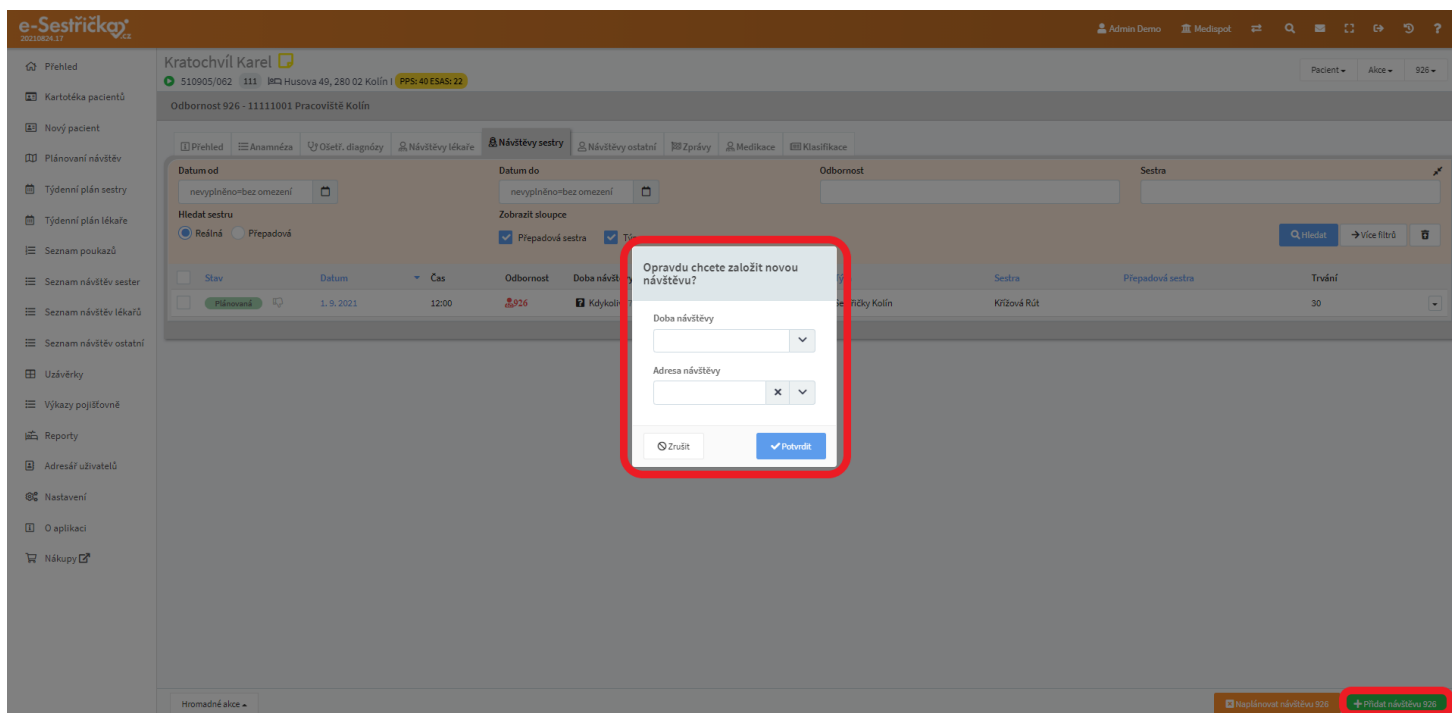 e-Sestřička.cz
20210824.17
Admin Demo Medispot ?
Přehled
Kartotéka pacientů
Nový pacient
Plánovaní návštěv
Týdenní plán sestry
Týdenní plán lékaře
Seznam poukazů
Seznam návštěv sester
Seznam návštěv lékařů
Seznam návštěv ostatní
Uzávěrky
Výkazy pojišťovně
Reporty
Adresář uživatelů
Nastavení
O aplikaci
Nákupy
Kratochvíl Karel
510905/062 111 Husova 49, 280 02 Kolín I PPS: 40 ESAS: 22
Pacient Akce 926
Odbornost 926 - 11111001 Pracoviště Kolín
Přehled Anamnéza Ošetř. diagnózy Návštěvy lékaře Návštěvy sestry Návštěvy ostatní Zprávy Medikace Klasifikace
Datum od Datum do Odbornost Sestra
nevyplněno=bez omezení nevyplněno=bez omezení
Hledat sestru Zobrazit sloupce
Reálná Přepadová Přepadová sestra
Hledat Více filtrů
Stav Datum Čas Odbornost Doba návštěvy Sestra Přepadová sestra Trvání
Plánovaná 1. 9. 2021 12:00 926 Kdykoliv Kolín Křížová Rút 30
Opravdu chcete založit novou
návštěvu?
Doba návštěvy
Adresa návštěvy
Zrušit Potvrdit
Hromadné akce Naplánovat návštěvu 926 Přidat návštěvu 926